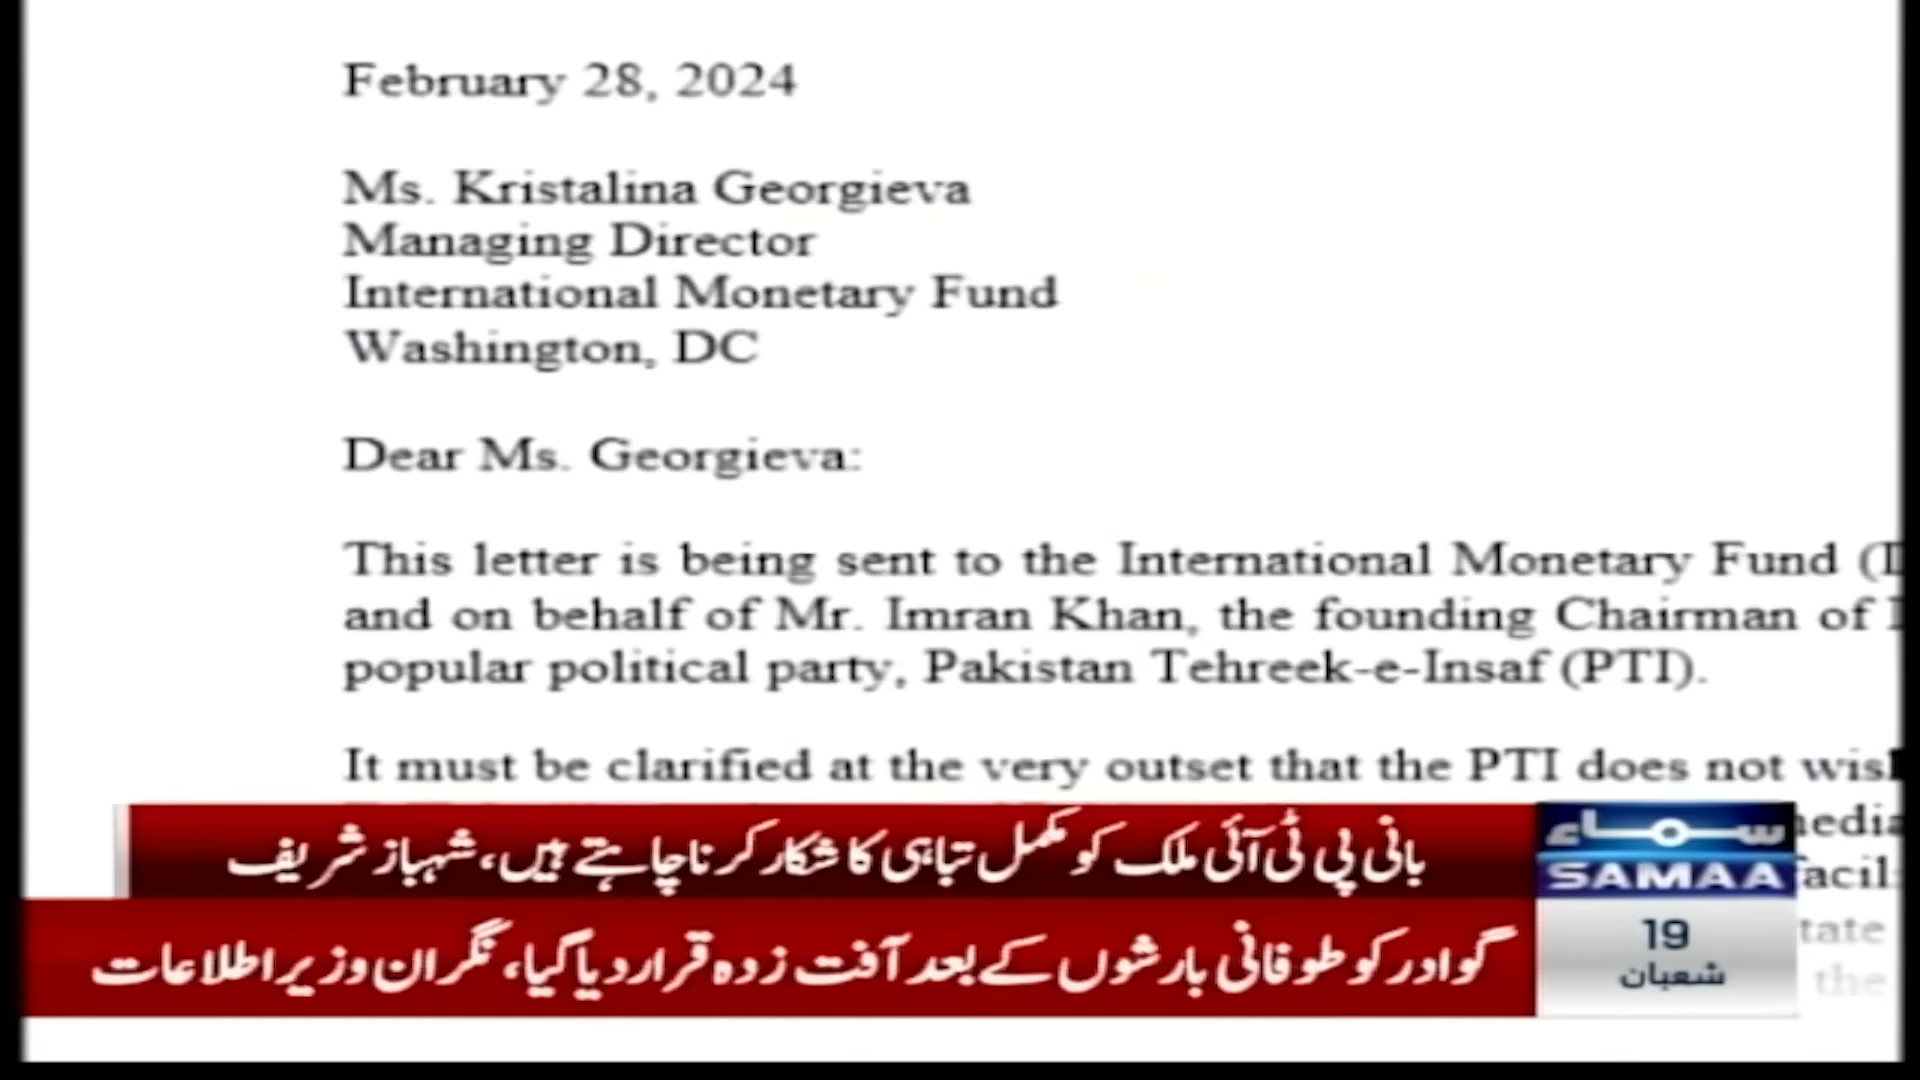 February 28, 2024
Ms. Kristalina Georgieva
Managing Director
International Monetary Fund
Washington, DC
Dear Ms. Georgieva:
This letter is being sent to the International Monetary Fund
and on behalf of Mr. Imran Khan, the founding Chairman of
popular political party, Pakistan Tehreek-e-Insaf (PTI).
It must be clarified at the very outset that the PTI does not
بانی پی ٹی آئی ملک کو مکمل تباہی کا شکار کرنا چاہتے ہیں، شہباز شریف
سماء
SAMAA
گوادر کو طوفانی بارشوں کے بعد آفت زدہ قرار دیا گیا، نگران وزیر اطلاعات
19
شعبان
the